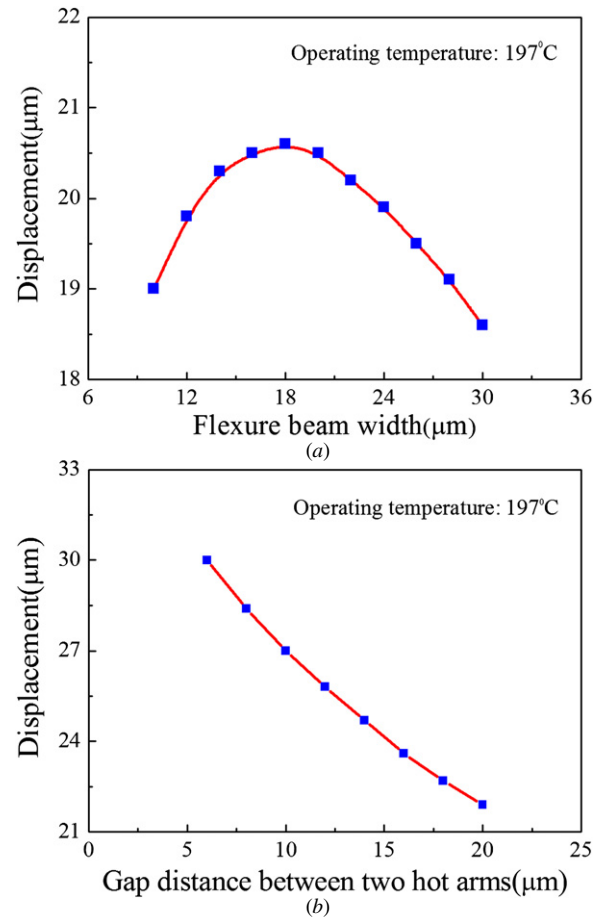 22
21
20
19
18
Displacement(μm)
Operating temperature: 197⁰C
6 12 18 24 30 36
Flexure beam width(μm)
(a)
33
30
27
24
21
Displacement(μm)
Operating temperature: 197⁰C
0 5 10 15 20 25
Gap distance between two hot arms(μm)
(b)